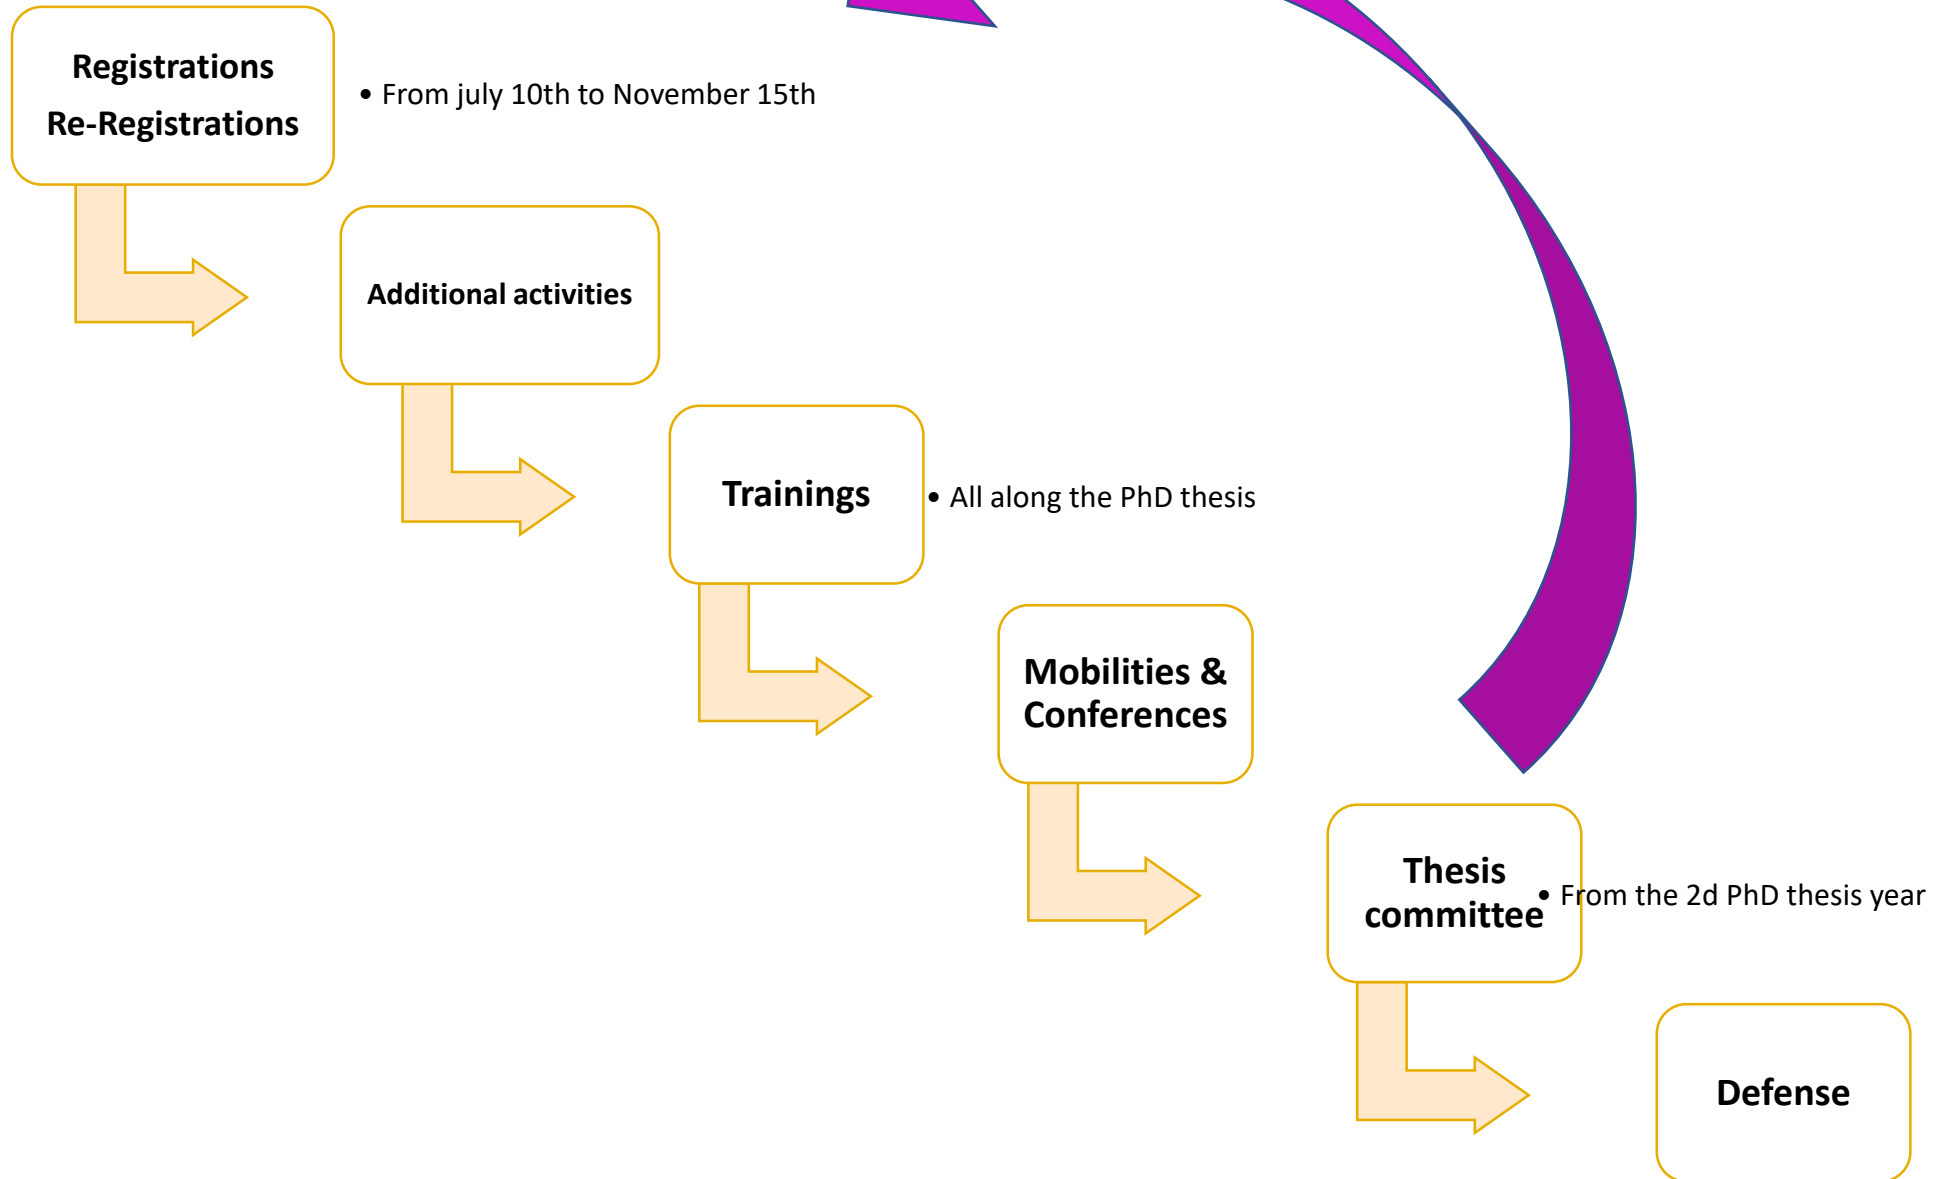 Registrations
Re-Registrations
• From july 10th to November 15th
Additional activities
Trainings
• All along the PhD thesis
Mobilities &
Conferences
Thesis
committee
• From the 2d PhD thesis year
Defense